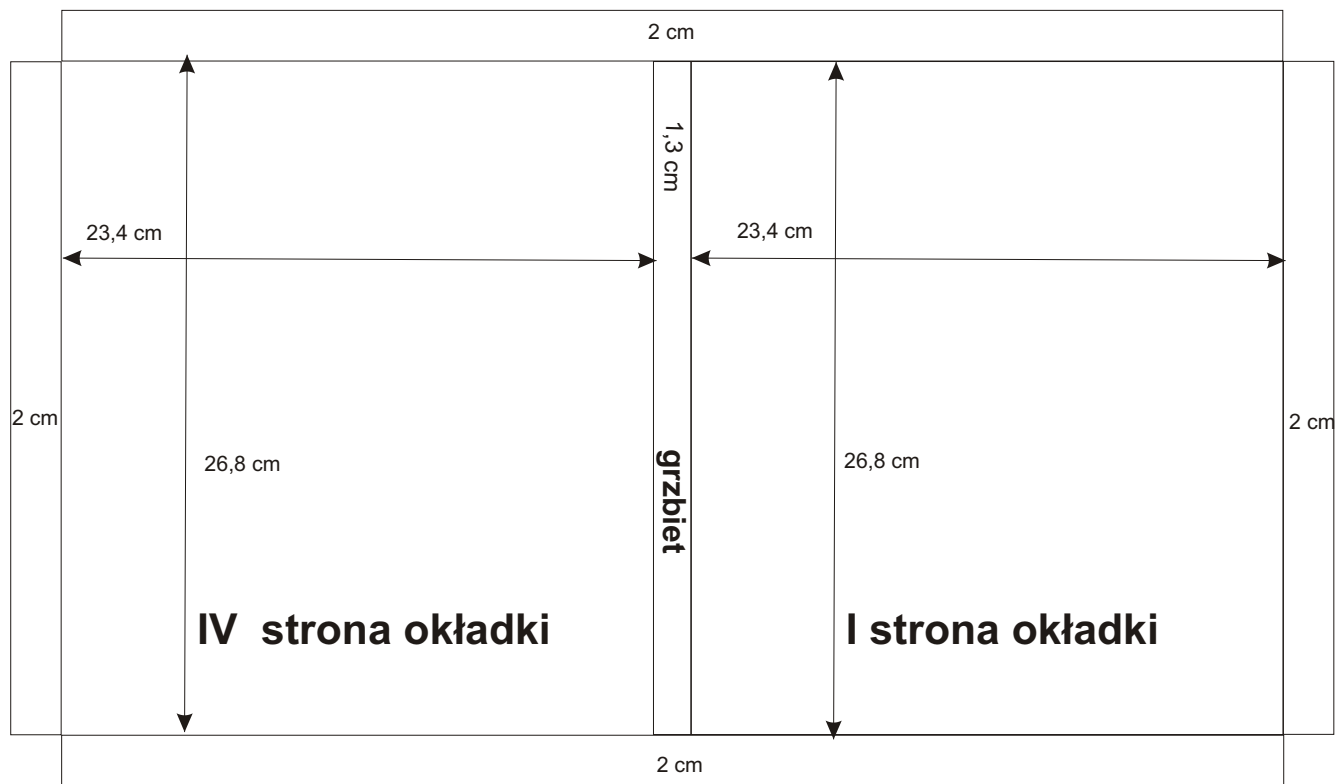 2 cm
1,3 cm
23,4 cm
23,4 cm
2 cm
2 cm
26,8 cm
26,8 cm
grzbiet
IV  strona okładki
I strona okładki
2 cm